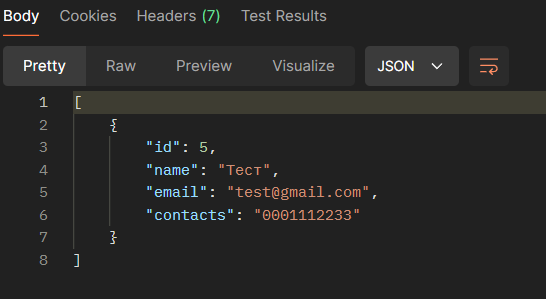 Body Cookies Headers (7) Test Results
Pretty Raw Preview Visualize JSON
1 [
2 {
3 "id": 5,
4 "name": "Тест",
5 "email": "test@gmail.com",
6 "contacts": "0001112233"
7 }
8 ]